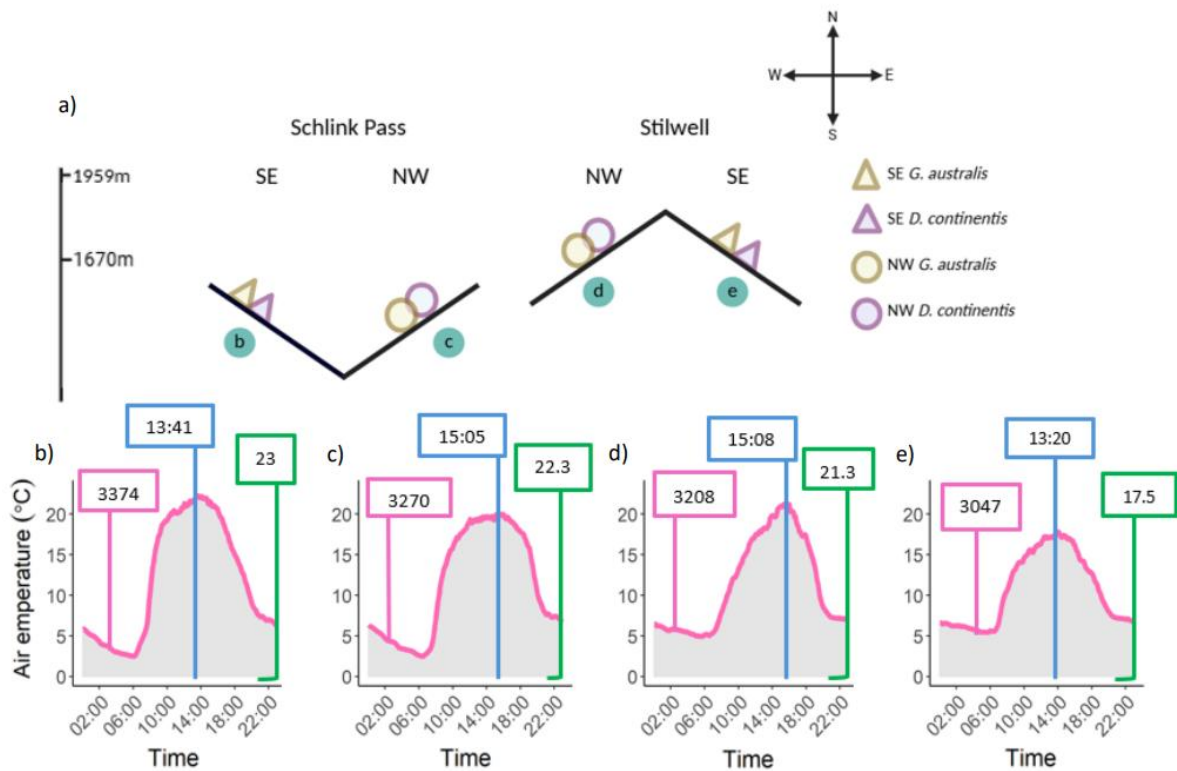 N
W E
S
a)
Schlink Pass Stilwell
1959m
SE NW NW SE
SE G. australis
SE D. continentis
1670m
NW G. australis
NW D. continentis
b c d e
b) 13:41 23
3374
c) 15:05 22.3
3270
d) 15:08 21.3
3208
e) 13:20 17.5
3047
Air emperature (°C)
20
15
10
5
0
02:00 06:00 10:00 14:00 18:00 22:00
Time
20
15
10
5
0
02:00 06:00 10:00 14:00 18:00 22:00
Time
20
15
10
5
0
02:00 06:00 10:00 14:00 18:00 22:00
Time
20
15
10
5
0
02:00 06:00 10:00 14:00 18:00 22:00
Time